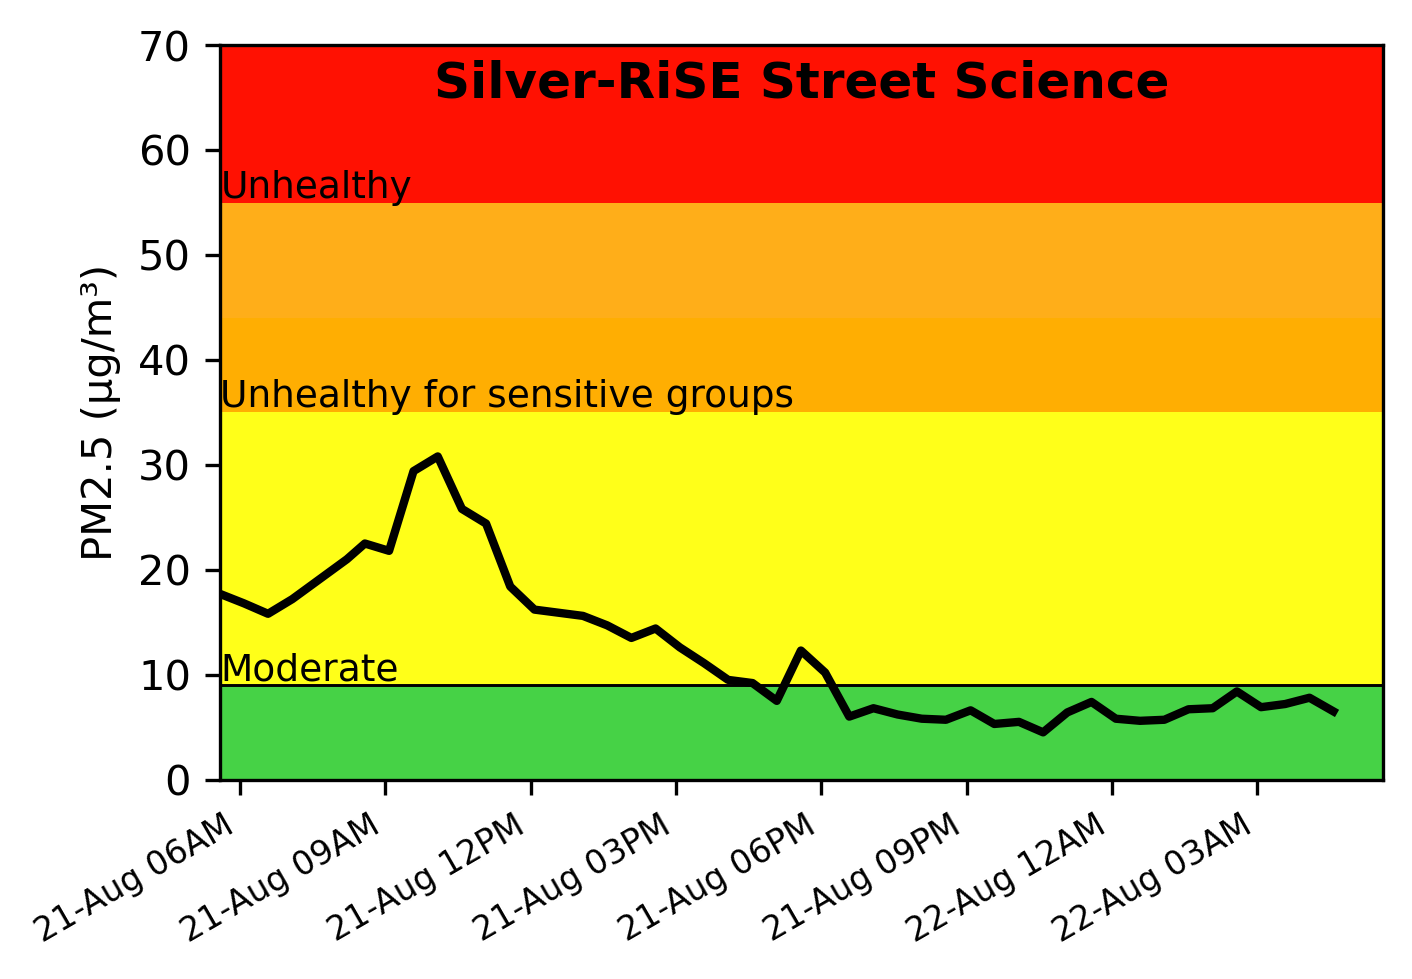 Silver-RiSE Street Science
70
60
50
40
30
20
10
0
PM2.5 (µg/m³)
Unhealthy
Unhealthy for sensitive groups
Moderate
21-Aug 06AM
21-Aug 09AM
21-Aug 12PM
21-Aug 03PM
21-Aug 06PM
21-Aug 09PM
22-Aug 12AM
22-Aug 03AM